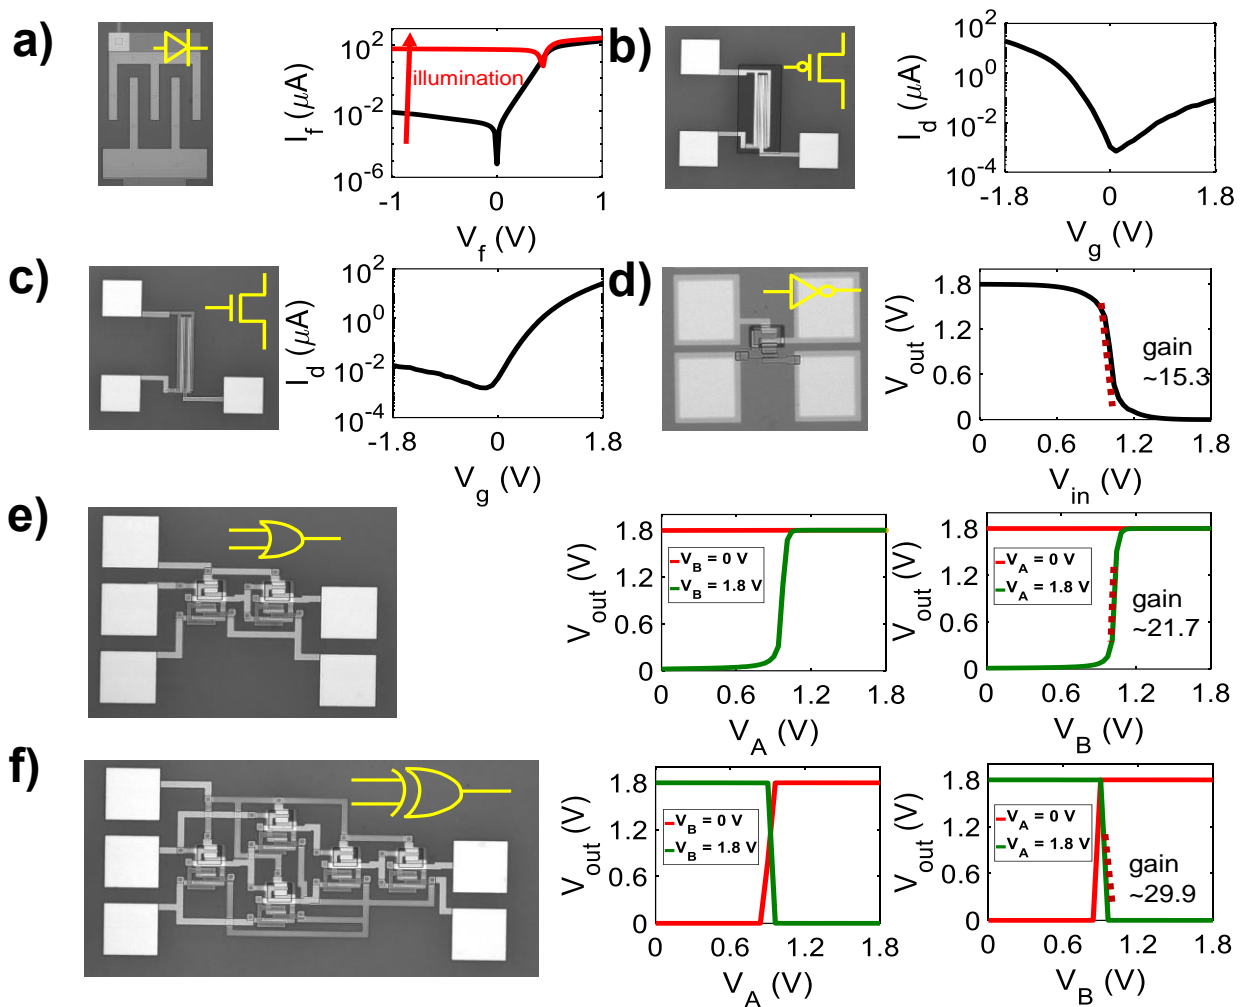 a)
10^2
10^-2
10^-6
I_f (μA)
illumination
-1 0 1
V_f (V)
b)
10^2
10^0
10^-2
10^-4
I_d (μA)
-1.8 0 1.8
V_g (V)
c)
10^2
10^0
10^-2
10^-4
I_d (μA)
-1.8 0 1.8
V_g (V)
d)
1.8
1.2
0.6
0
V_out (V)
gain
~15.3
0 0.6 1.2 1.8
V_in (V)
e)
1.8
1.2
0.6
0
V_out (V)
V_B = 0 V
V_B = 1.8 V
0 0.6 1.2 1.8
V_A (V)
1.8
1.2
0.6
0
V_out (V)
V_A = 0 V
V_A = 1.8 V
gain
~21.7
0 0.6 1.2 1.8
V_B (V)
f)
1.8
1.2
0.6
0
V_out (V)
V_B = 0 V
V_B = 1.8 V
0 0.6 1.2 1.8
V_A (V)
1.8
1.2
0.6
0
V_out (V)
V_A = 0 V
V_A = 1.8 V
gain
~29.9
0 0.6 1.2 1.8
V_B (V)